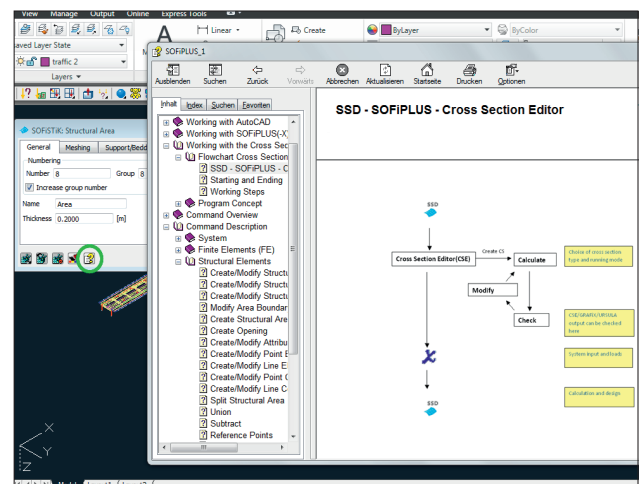 View Manage Output Online Express Tools
aved Layer State
traffic 2
Layers
A
Linear
Create
ByLayer
ByColor
SOFiSTiK: Structural Area
General Meshing Support/Bedd
Numbering
Number 8 Group 8
Increase group number
Name Area
Thickness 0.2000 [m]
X
Y
Z
SOFiPLUS_1
Ausblenden Suchen Zurück Vorwärts Abbrechen Aktualisieren Startseite Drucken Optionen
Inhalt Index Suchen Favoriten
Working with AutoCAD
Working with SOFiPLUS(-X)
Working with the Cross Sec
Flowchart Cross Section
SSD - SOFiPLUS - C
Starting and Ending
Working Steps
Program Concept
Command Overview
Command Description
System
Finite Elements (FE)
Structural Elements
Create/Modify Structu
Create/Modify Structu
Create/Modify Structu
Modify Area Boundar
Create Structural Are
Create Opening
Create/Modify Attribu
Create/Modify Point E
Create/Modify Line E
Create/Modify Point C
Create/Modify Line C
Split Structural Area
Union
Subtract
Reference Points
SSD - SOFiPLUS - Cross Section Editor
SSD
Cross Section Editor(CSE)
Create CS
Calculate
Modify
Check
SSD
Choice of cross section
type and running mode
CSE/GRAFIX/URSULA
output can be checked
here
System input and loads
Calculation and design